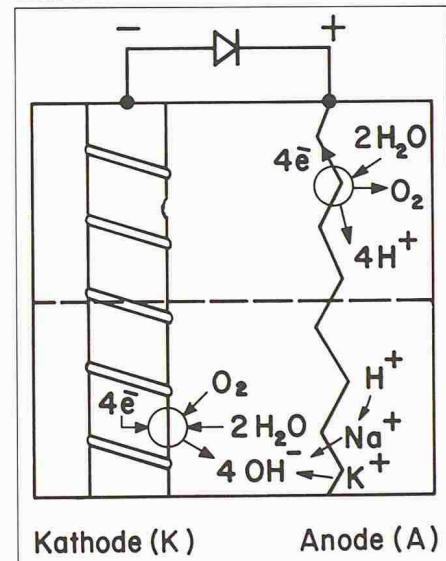 − +
4e̅ 2H₂O
O₂
4H⁺
O₂ H⁺
4e̅ 2H₂O Na⁺
4OH⁻ K⁺
Kathode (K) Anode (A)